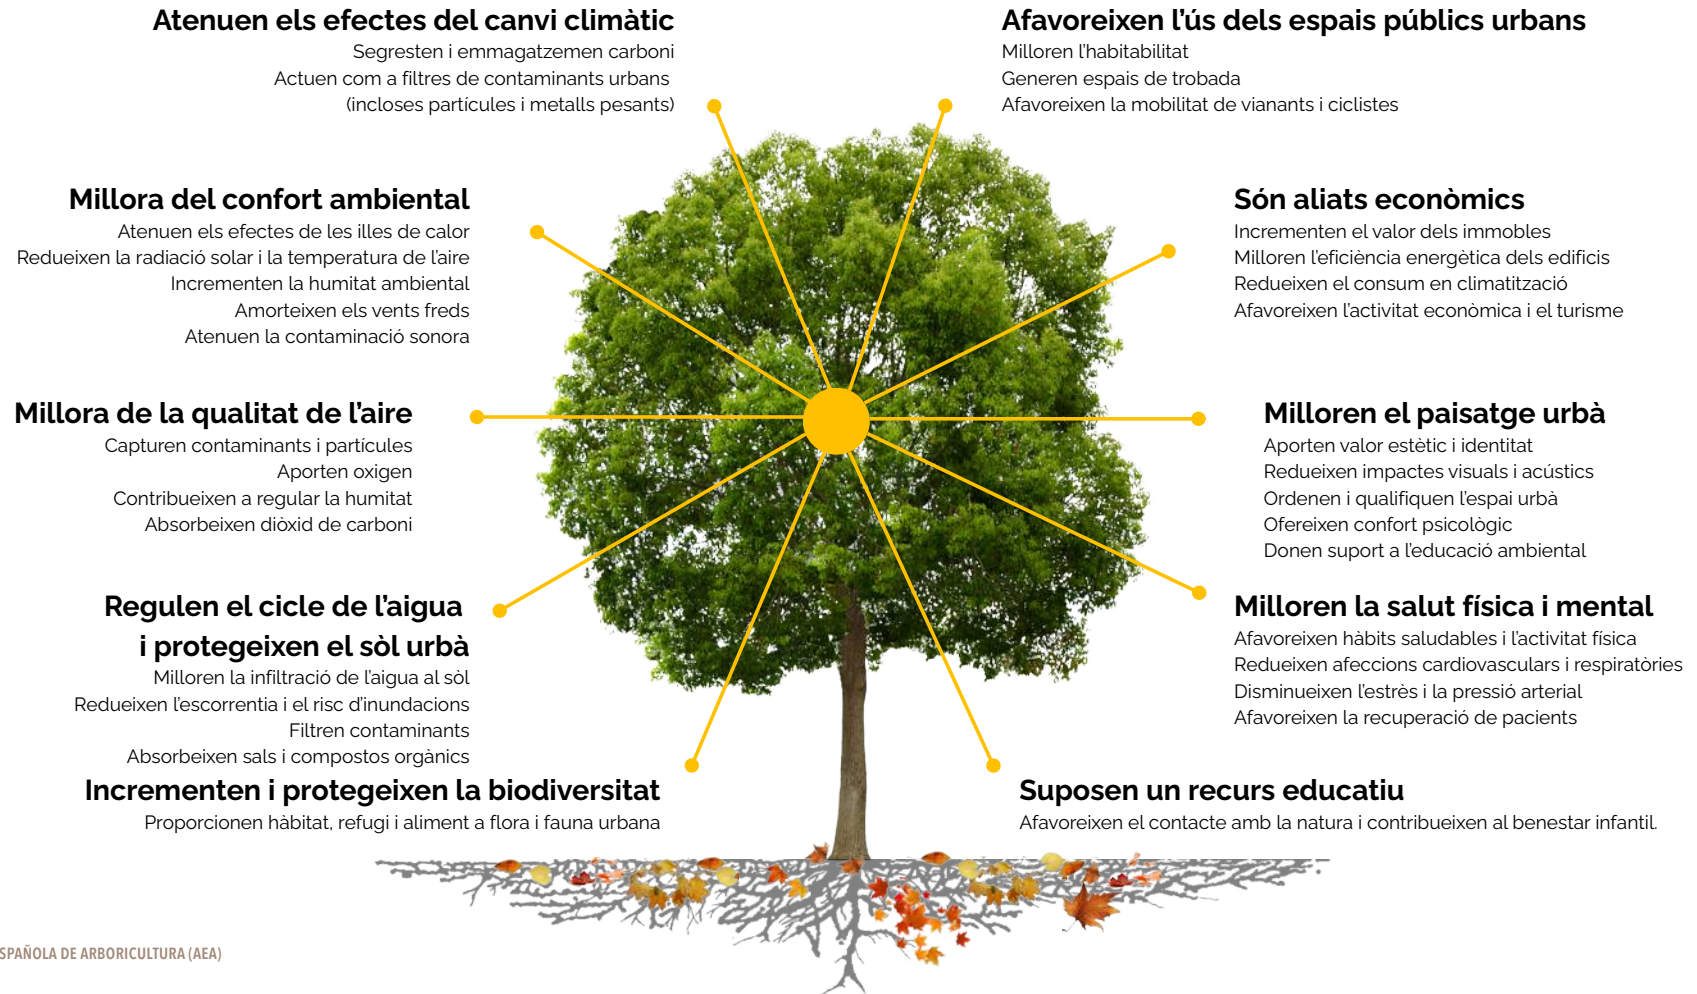 Atenuen els efectes del canvi climàtic
Segresten i emmagatzemen carboni
Actuen com a filtres de contaminants urbans
(incloses partícules i metalls pesants)
Millora del confort ambiental
Atenuen els efectes de les illes de calor
Redueixen la radiació solar i la temperatura de l'aire
Incrementen la humitat ambiental
Amorteixen els vents freds
Atenuen la contaminació sonora
Millora de la qualitat de l'aire
Capturen contaminants i partícules
Aporten oxigen
Contribueixen a regular la humitat
Absorbeixen diòxid de carboni
Regulen el cicle de l'aigua
i protegeixen el sòl urbà
Milloren la infiltració de l'aigua al sòl
Redueixen l'escorrentia i el risc d'inundacions
Filtren contaminants
Absorbeixen sals i compostos orgànics
Incrementen i protegeixen la biodiversitat
Proporcionen hàbitat, refugi i aliment a flora i fauna urbana
Afavoreixen l'ús dels espais públics urbans
Milloren l'habitabilitat
Generen espais de trobada
Afavoreixen la mobilitat de vianants i ciclistes
Són aliats econòmics
Incrementen el valor dels immobles
Milloren l'eficiència energètica dels edificis
Redueixen el consum en climatització
Afavoreixen l'activitat econòmica i el turisme
Milloren el paisatge urbà
Aporten valor estètic i identitat
Redueixen impactes visuals i acústics
Ordenen i qualifiquen l'espai urbà
Ofereixen confort psicològic
Donen suport a l'educació ambiental
Milloren la salut física i mental
Afavoreixen hàbits saludables i l'activitat física
Redueixen afeccions cardiovasculars i respiratòries
Disminueixen l'estrès i la pressió arterial
Afavoreixen la recuperació de pacients
Suposen un recurs educatiu
Afavoreixen el contacte amb la natura i contribueixen al benestar infantil.
SPAÑOLA DE ARBORICULTURA (AEA)